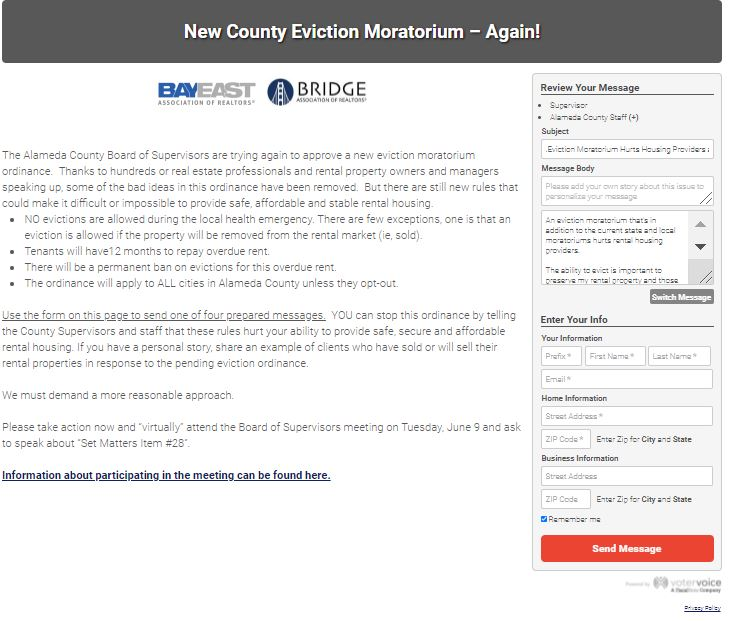 New County Eviction Moratorium – Again!
BAYEAST
ASSOCIATION OF REALTORS®
BRIDGE
ASSOCIATION OF REALTORS®
The Alameda County Board of Supervisors are trying again to approve a new eviction moratorium
ordinance. Thanks to hundreds or real estate professionals and rental property owners and managers
speaking up, some of the bad ideas in this ordinance have been removed. But there are still new rules that
could make it difficult or impossible to provide safe, affordable and stable rental housing.
• NO evictions are allowed during the local health emergency. There are few exceptions, one is that an
eviction is allowed if the property will be removed from the rental market (ie, sold).
• Tenants will have12 months to repay overdue rent.
• There will be a permanent ban on evictions for this overdue rent.
• The ordinance will apply to ALL cities in Alameda County unless they opt-out.
Use the form on this page to send one of four prepared messages. YOU can stop this ordinance by telling
the County Supervisors and staff that these rules hurt your ability to provide safe, secure and affordable
rental housing. If you have a personal story, share an example of clients who have sold or will sell their
rental properties in response to the pending eviction ordinance.
We must demand a more reasonable approach.
Please take action now and “virtually” attend the Board of Supervisors meeting on Tuesday, June 9 and ask
to speak about “Set Matters Item #28”.
Information about participating in the meeting can be found here.
Review Your Message
• Supervisor
• Alameda County Staff (+)
Subject
.Eviction Moratorium Hurts Housing Providers
Message Body
Please add your own story about this issue to
personalize your message
An eviction moratorium that's in
addition to the current state and local
moratoriums hurts rental housing
providers.
The ability to evict is important to
preserve my rental property and those
Switch Message
Enter Your Info
Your Information
Prefix * First Name * Last Name *
Email *
Home Information
Street Address *
ZIP Code * Enter Zip for City and State
Business Information
Street Address
ZIP Code Enter Zip for City and State
Remember me
Send Message
Powered by votervoice
A FiscalNote Company
Privacy Policy